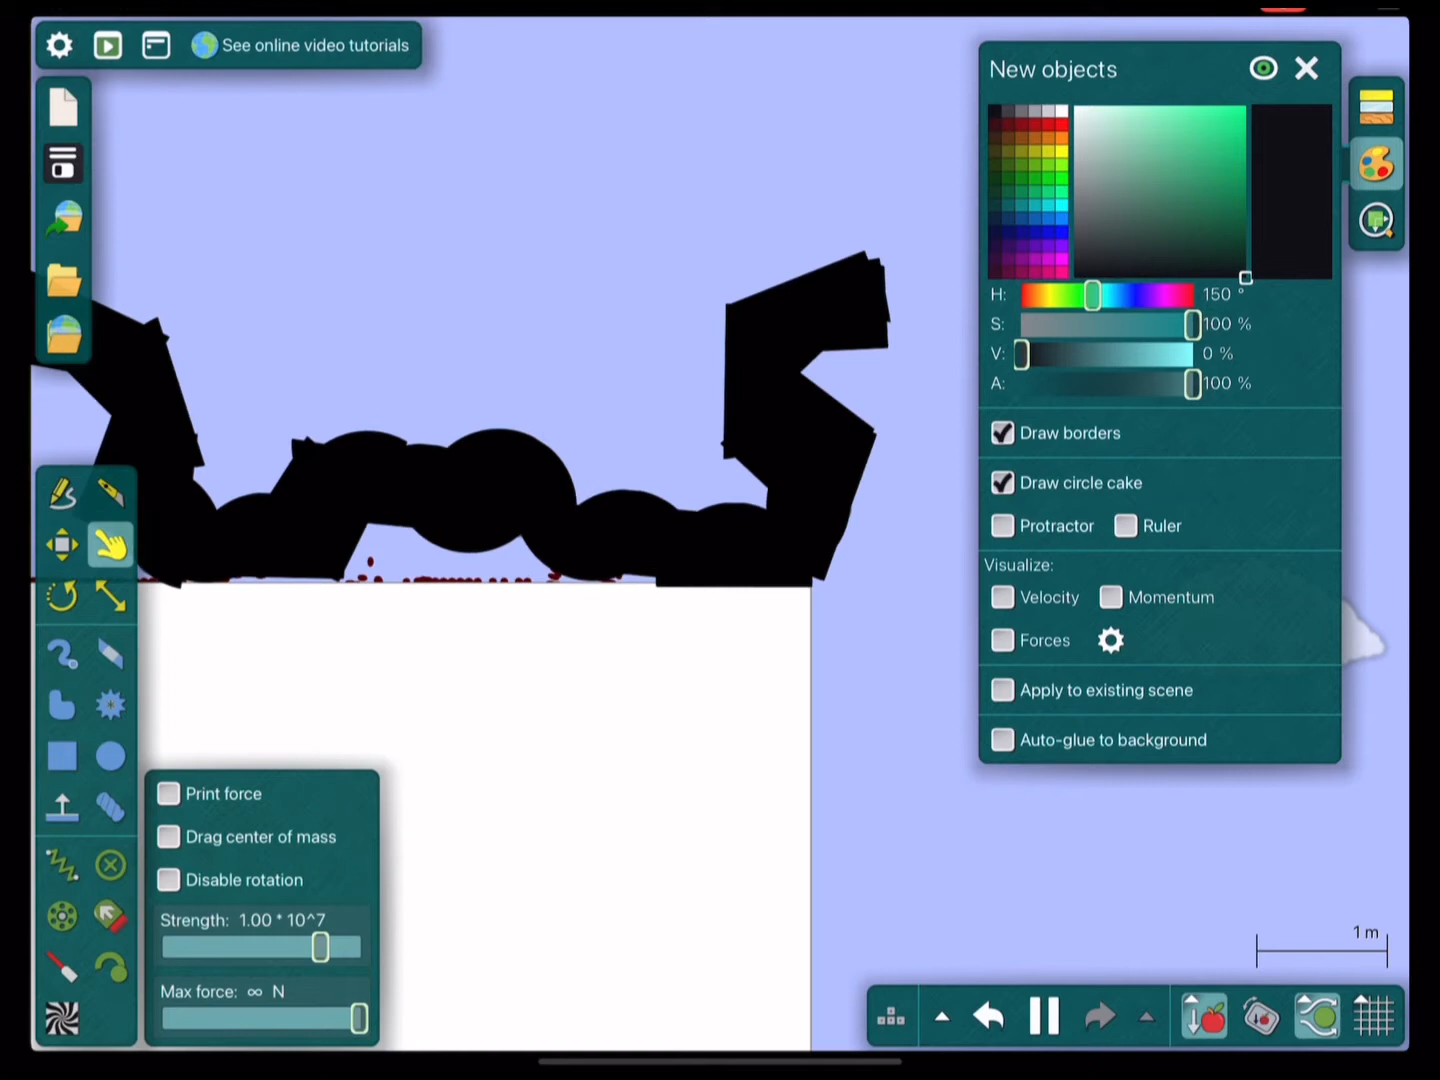 See online video tutorials
New objects
H: 150 °
S: 100 %
V: 0 %
A: 100 %
Draw borders
Draw circle cake
Protractor Ruler
Visualize:
Velocity Momentum
Forces
Apply to existing scene
Auto-glue to background
Print force
Drag center of mass
Disable rotation
Strength: 1.00 * 10^7
Max force: ∞ N
1 m